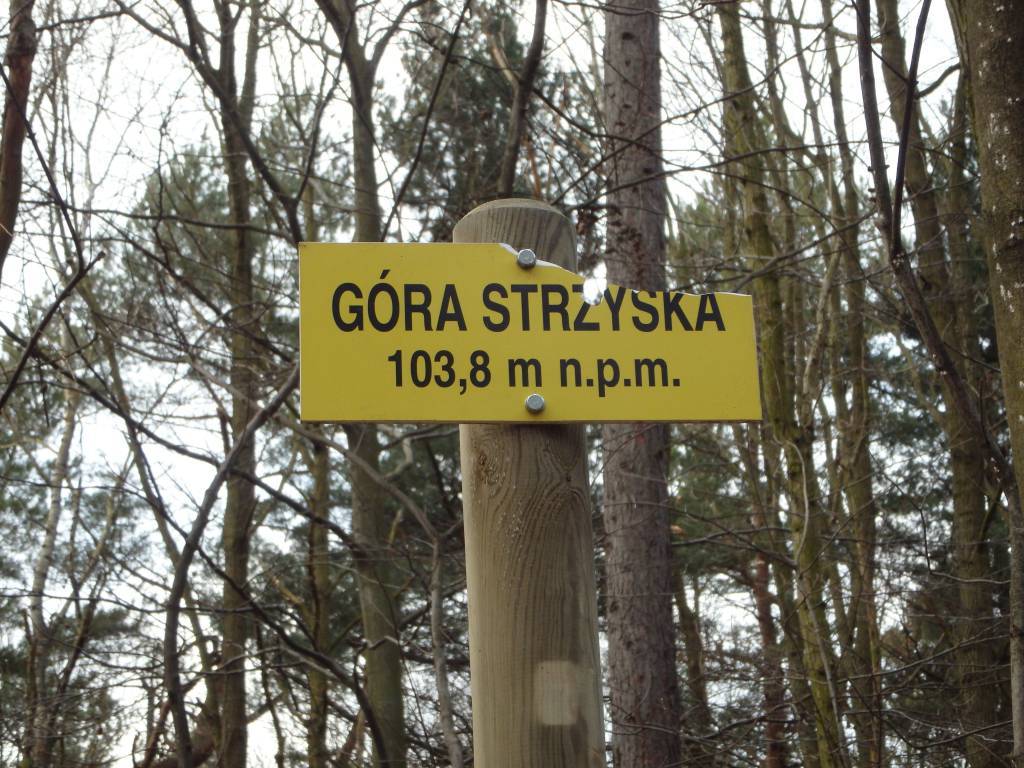 GÓRA STRZYSKA
103,8 m n.p.m.